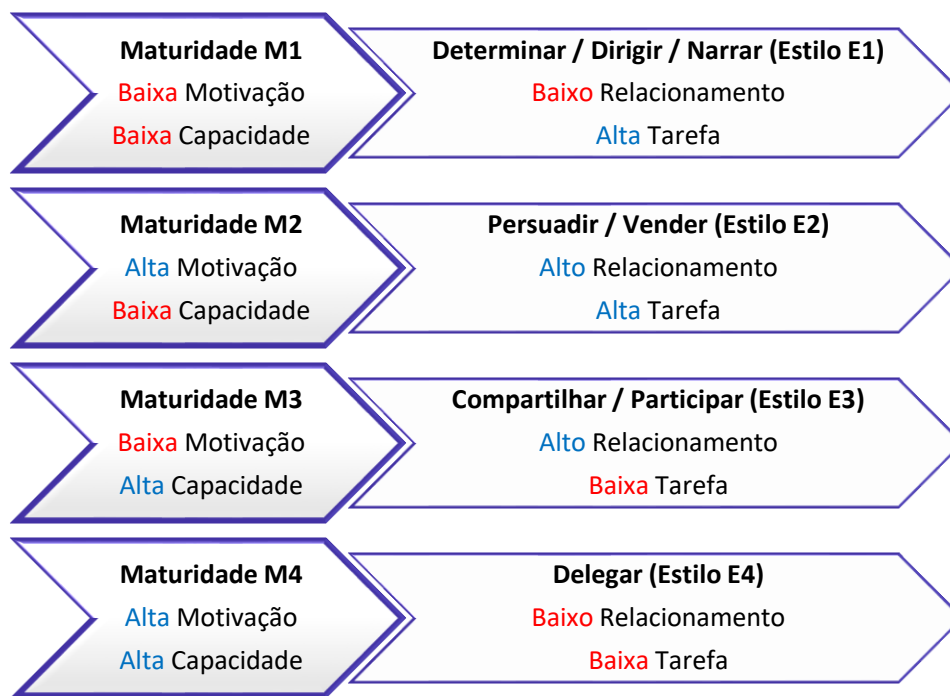 Maturidade M1
Baixa Motivação
Baixa Capacidade
Determinar / Dirigir / Narrar (Estilo E1)
Baixo Relacionamento
Alta Tarefa
Maturidade M2
Alta Motivação
Baixa Capacidade
Persuadir / Vender (Estilo E2)
Alto Relacionamento
Alta Tarefa
Maturidade M3
Baixa Motivação
Alta Capacidade
Compartilhar / Participar (Estilo E3)
Alto Relacionamento
Baixa Tarefa
Maturidade M4
Alta Motivação
Alta Capacidade
Delegar (Estilo E4)
Baixo Relacionamento
Baixa Tarefa